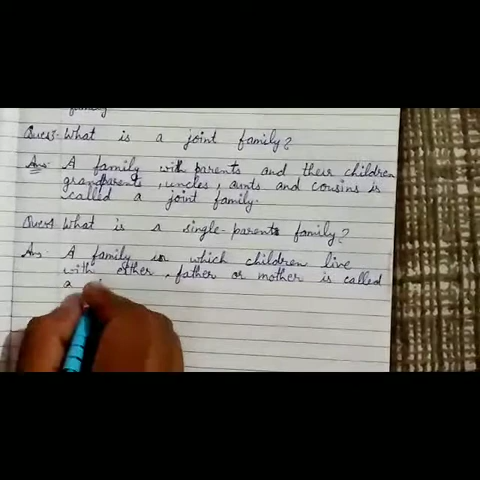 family
Ques3. What is a joint family?
Ans. A family with parents and their children
grandparents, uncles, aunts and cousins is
called a joint family.
Ques4 What is a single-parents family?
Ans. A family in which children live
with either, father or mother is called
a